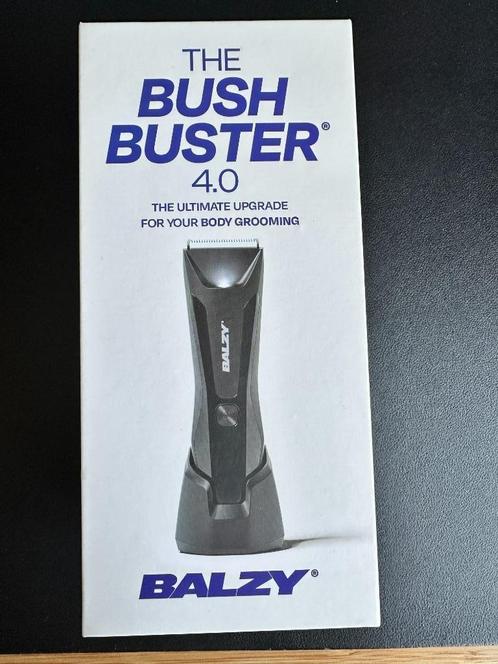 THE
BUSH
BUSTER®
4.0
THE ULTIMATE UPGRADE
FOR YOUR BODY GROOMING
BALZY®
BALZY®